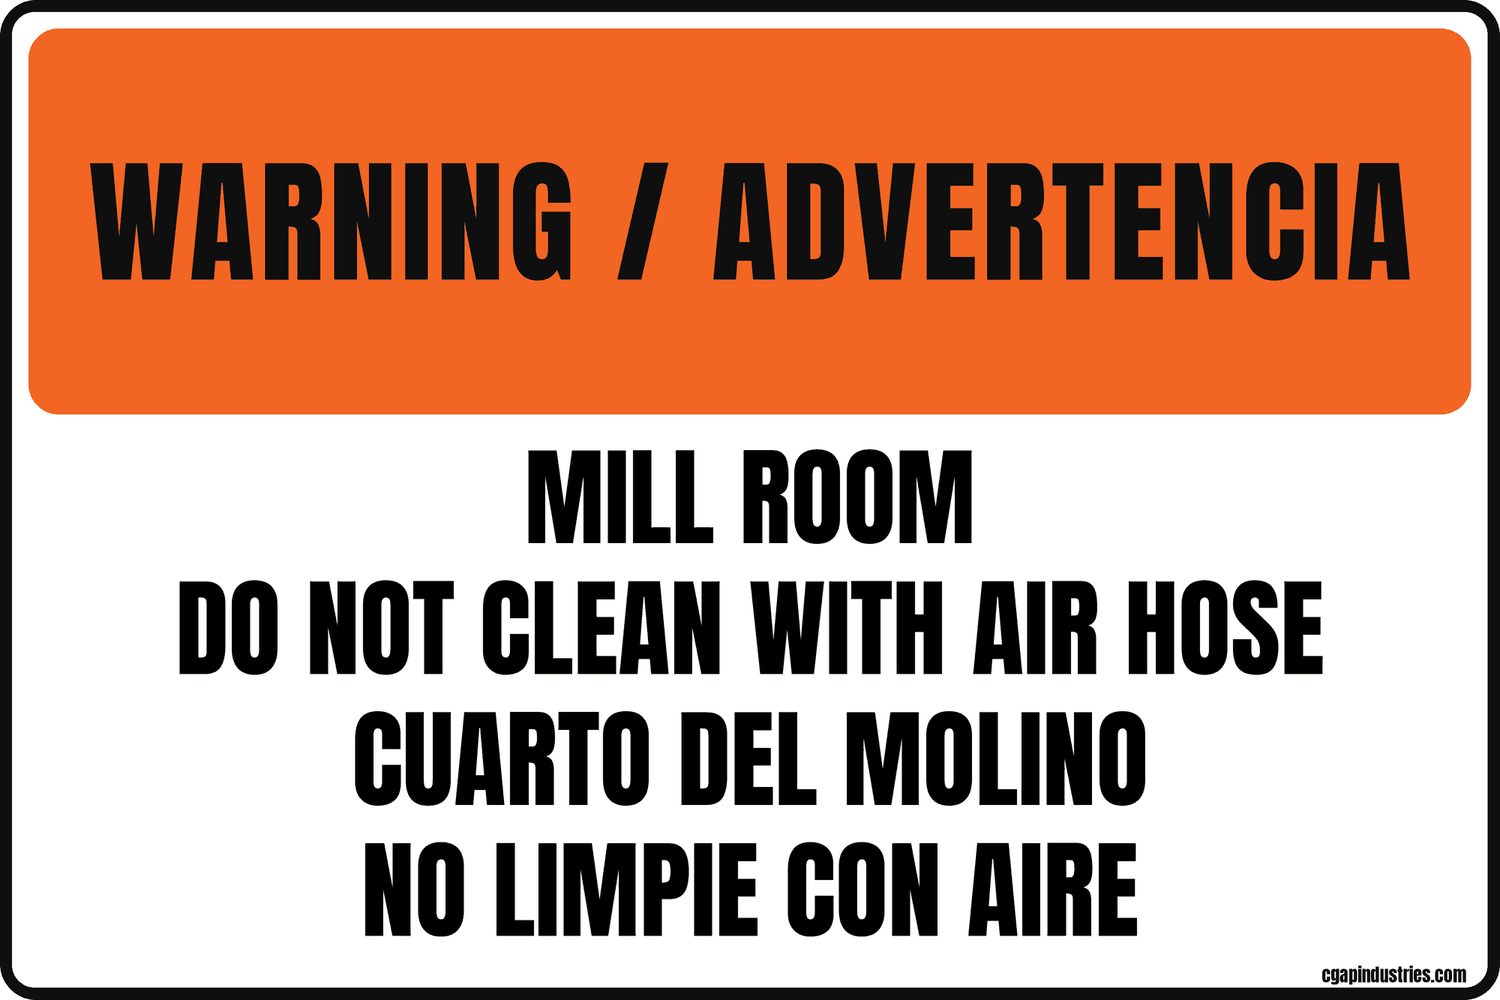 WARNING / ADVERTENCIA
MILL ROOM
DO NOT CLEAN WITH AIR HOSE
CUARTO DEL MOLINO
NO LIMPIE CON AIRE
cgapindustries.com